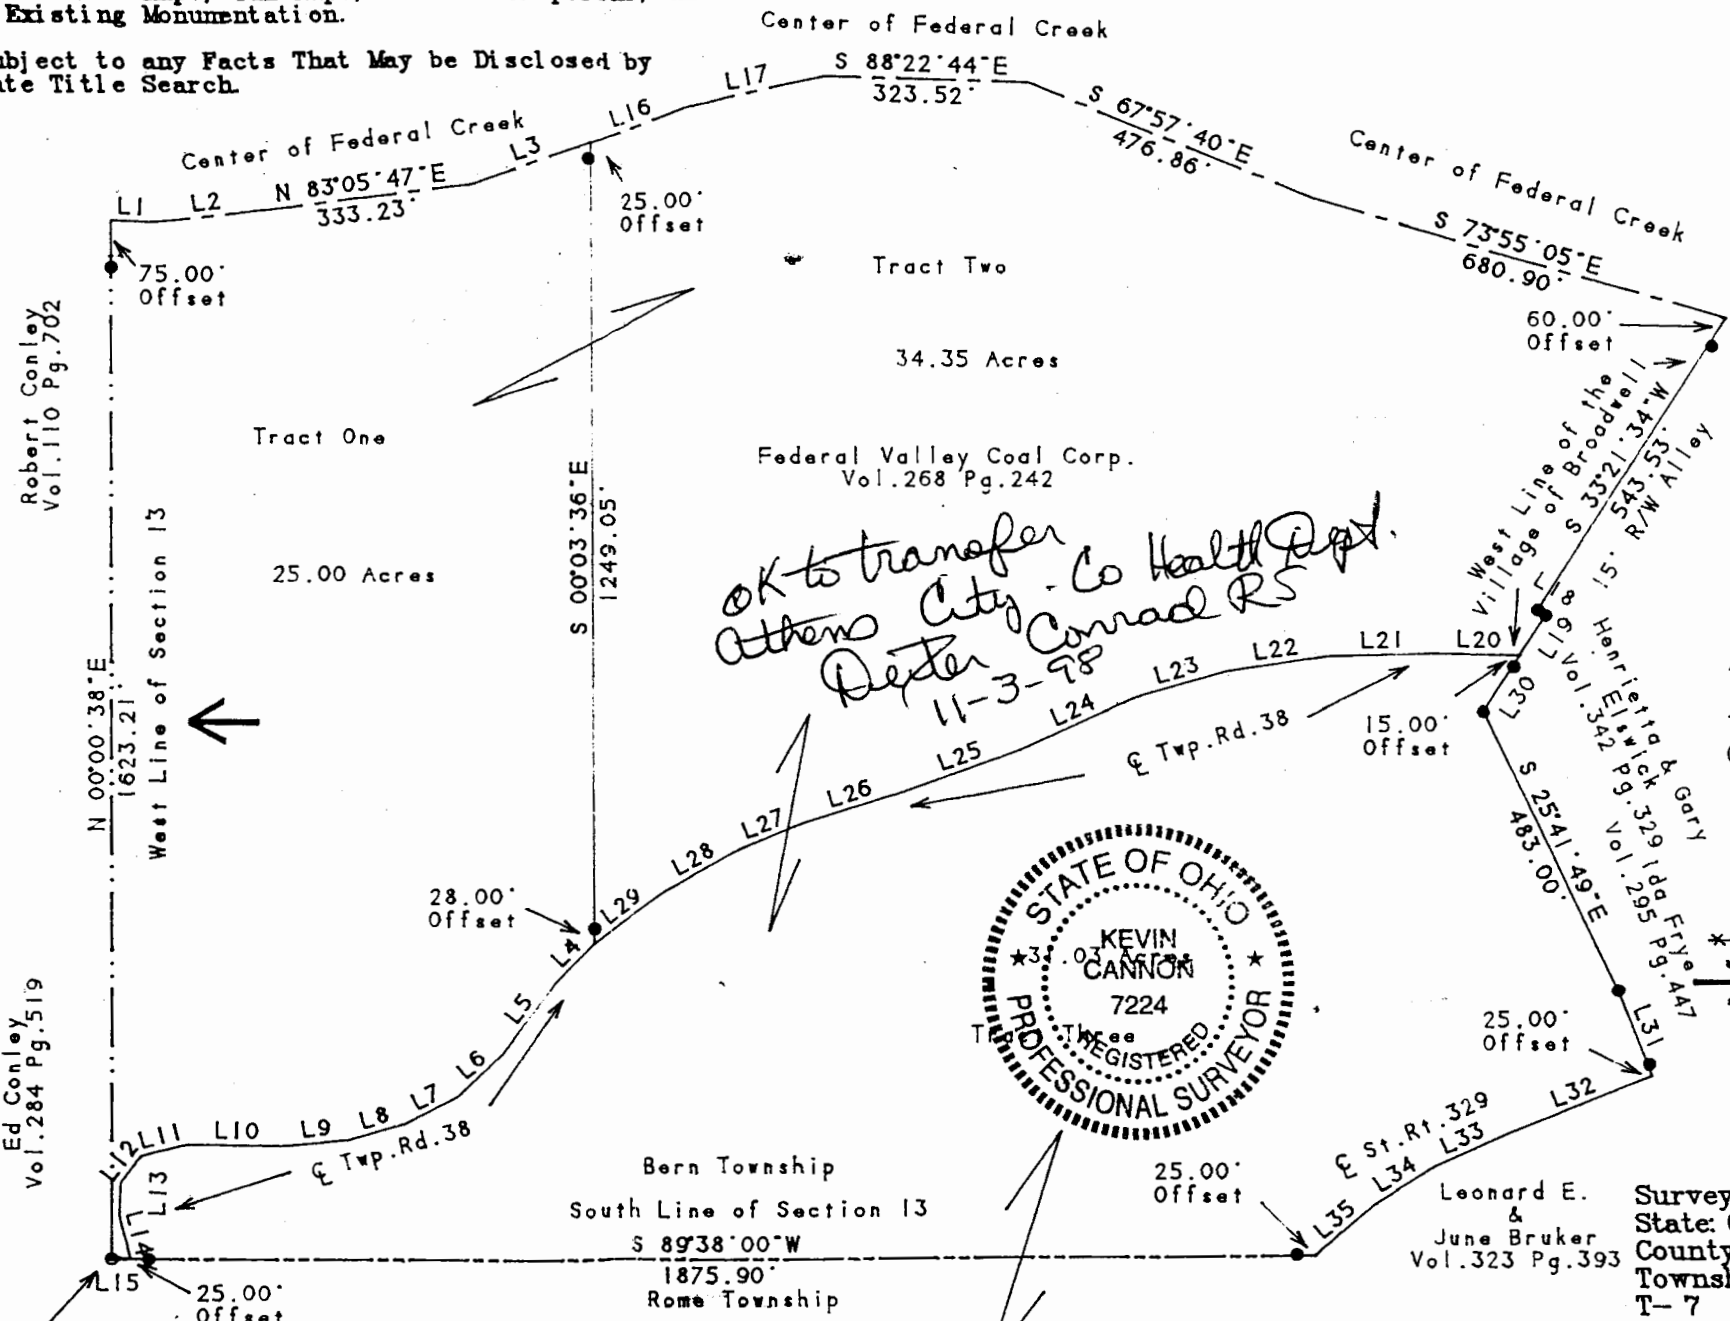 Existing Monumentation.
Subject to any Facts That May be Disclosed by
Title Search.
Center of Federal Creek
S 88°22'44"E
323.52'
L17
L16
L3
Center of Federal Creek
N 83°05'47"E
333.23'
L1
L2
S 67°57'40"E
476.86'
Center of Federal Creek
S 73°55'05"E
680.90'
75.00'
Offset
25.00'
Offset
60.00'
Offset
Robert Conley
Vol.110 Pg.702
Tract One
25.00 Acres
Tract Two
34.35 Acres
Federal Valley Coal Corp.
Vol.268 Pg.242
West Line of the
Village of Broadwell
S 33°21'34"W
543.53'
15' R/W Alley
S 00°03'36"E
1249.05'
OK to transfer
Athens City-Co Health Dept.
Dexter Conrad RS
11-3-98
N 00°00'38"E
1623.21'
West Line of Section 13
L18
L19
L20
L21
L22
L23
L24
L25
L26
L27
L28
L29
L30
℄ Twp.Rd.38
15.00'
Offset
Henrietta & Gary
Elswick
Vol.342 Pg.329
Ida Frye
Vol.295 Pg.447
S 25°41'49"E
483.00'
28.00'
Offset
L4
L5
L6
L7
L8
L9
L10
L11
L12
L13
L14
L15
℄ Twp.Rd.38
STATE OF OHIO
KEVIN
CANNON
7224
REGISTERED
PROFESSIONAL SURVEYOR
Acres
Three
Ed Conley
Vol.284 Pg.519
25.00'
Offset
L31
L32
L33
L34
L35
℄ St.Rt.329
25.00'
Offset
Bern Township
South Line of Section 13
S 89°38'00"W
1875.90'
Rome Township
25.00'
Offset
Leonard E.
&
June Bruker
Vol.323 Pg.393
Survey
State:
County
T- 7